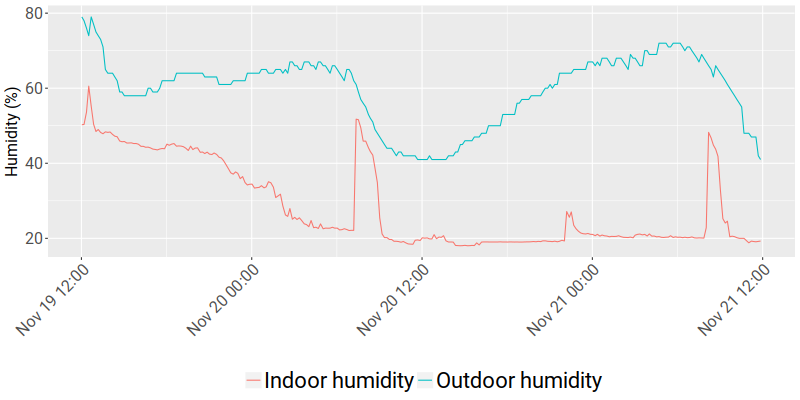 80
60
40
20
Humidity (%)
Nov 19 12:00
Nov 20 00:00
Nov 20 12:00
Nov 21 00:00
Nov 21 12:00
Indoor humidity Outdoor humidity